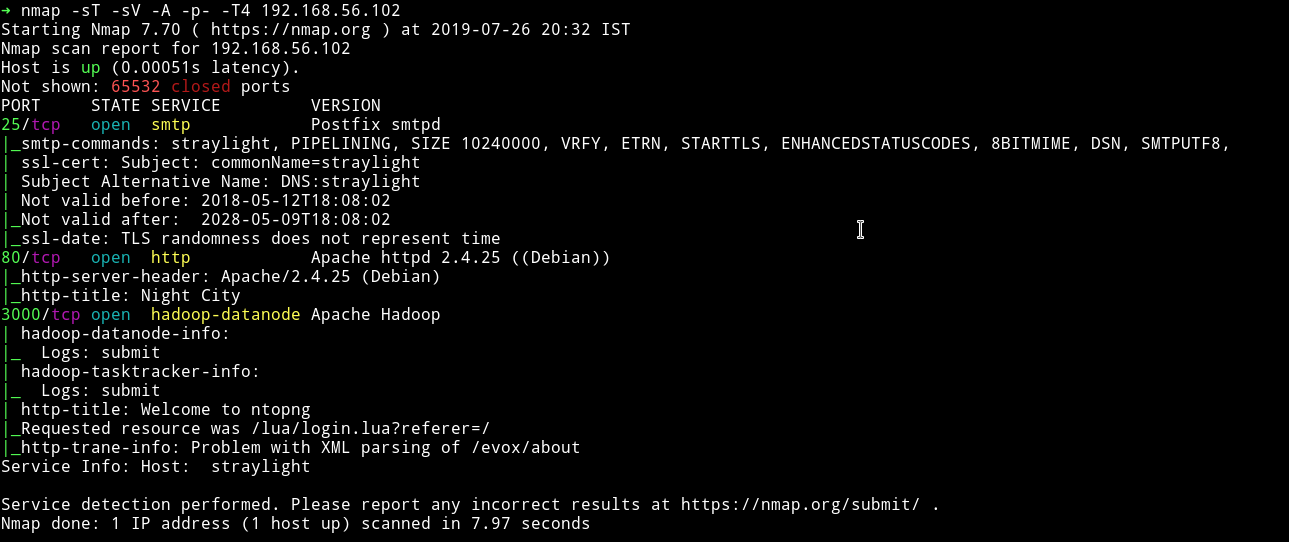 ➜ nmap -sT -sV -A -p- -T4 192.168.56.102
Starting Nmap 7.70 ( https://nmap.org ) at 2019-07-26 20:32 IST
Nmap scan report for 192.168.56.102
Host is up (0.00051s latency).
Not shown: 65532 closed ports
PORT     STATE SERVICE         VERSION
25/tcp   open  smtp            Postfix smtpd
|_smtp-commands: straylight, PIPELINING, SIZE 10240000, VRFY, ETRN, STARTTLS, ENHANCEDSTATUSCODES, 8BITMIME, DSN, SMTPUTF8,
| ssl-cert: Subject: commonName=straylight
| Subject Alternative Name: DNS:straylight
| Not valid before: 2018-05-12T18:08:02
|_Not valid after:  2028-05-09T18:08:02
|_ssl-date: TLS randomness does not represent time
80/tcp   open  http            Apache httpd 2.4.25 ((Debian))
|_http-server-header: Apache/2.4.25 (Debian)
|_http-title: Night City
3000/tcp open  hadoop-datanode Apache Hadoop
| hadoop-datanode-info:
|_  Logs: submit
| hadoop-tasktracker-info:
|_  Logs: submit
| http-title: Welcome to ntopng
|_Requested resource was /lua/login.lua?referer=/
|_http-trane-info: Problem with XML parsing of /evox/about
Service Info: Host:  straylight

Service detection performed. Please report any incorrect results at https://nmap.org/submit/ .
Nmap done: 1 IP address (1 host up) scanned in 7.97 seconds